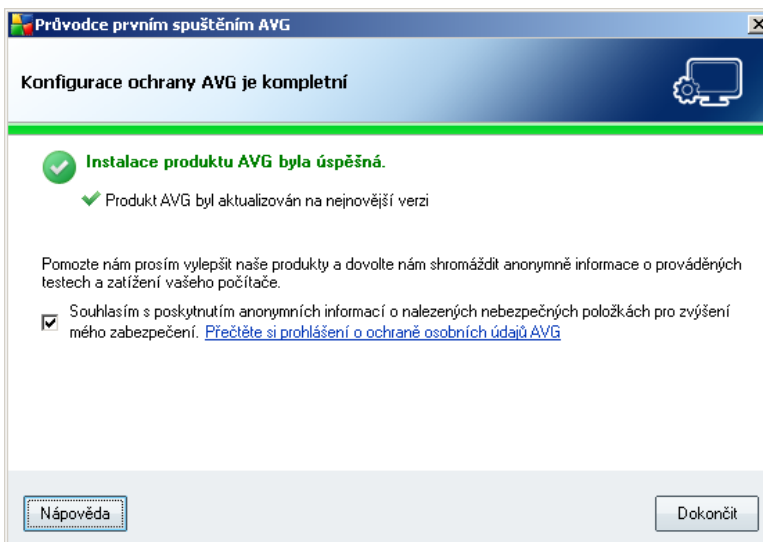 Průvodce prvním spuštěním AVG
Konfigurace ochrany AVG je kompletní
Instalace produktu AVG byla úspěšná.
Produkt AVG byl aktualizován na nejnovější verzi
Pomozte nám prosím vylepšit naše produkty a dovolte nám shromáždit anonymně informace o prováděných
testech a zatížení vašeho počítače.
Souhlasím s poskytnutím anonymních informací o nalezených nebezpečných položkách pro zvýšení
mého zabezpečení. Přečtěte si prohlášení o ochraně osobních údajů AVG
Nápověda
Dokončit